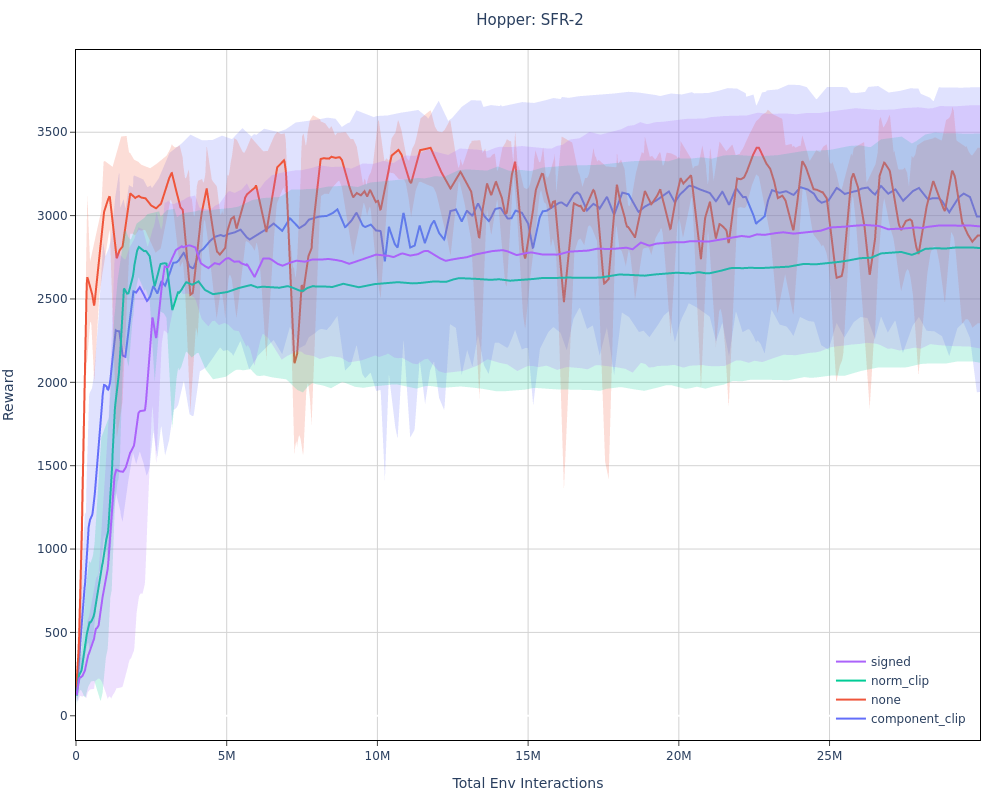 Hopper: SFR-2
Reward
3500
3000
2500
2000
1500
1000
500
0
0
5M
10M
15M
20M
25M
Total Env Interactions
signed
norm_clip
none
component_clip